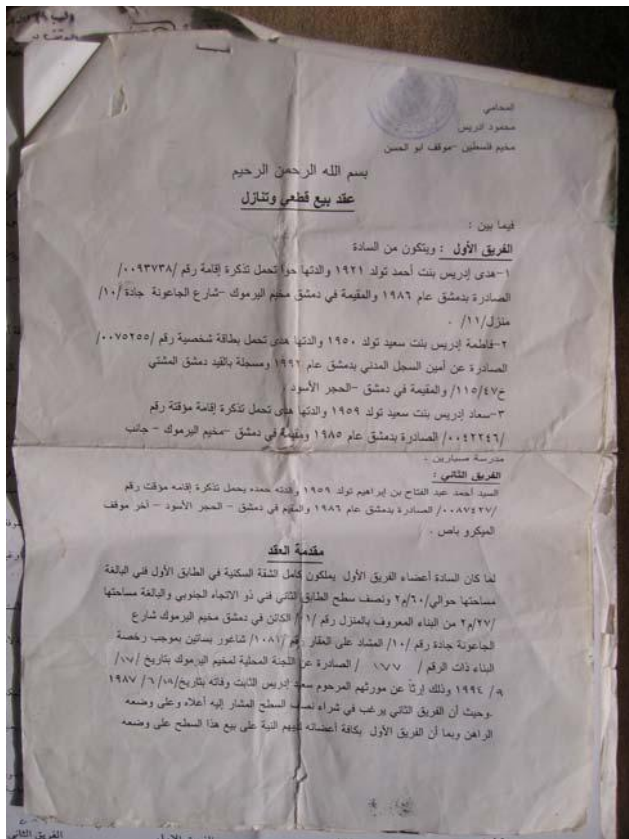 المحامي
محمود ادريس
مخيم فلسطين -موقف ابو الحسن
بسم الله الرحمن الرحيم
عقد بيع قطعي وتنازل
فيما بين :
الفريق الأول : ويتكون من السادة
١-هدى إدريس بنت أحمد تولد ١٩٢١ والدتها حوا تحمل تذكرة إقامة رقم /٠٠٩٣٧٣٨/
الصادرة بدمشق عام ١٩٨٦ والمقيمة في دمشق مخيم اليرموك -شارع الجاعونة جادة /١٠/
منزل/١١/ .
٢-فاطمة إدريس بنت سعيد تولد ١٩٥٠ والدتها هدى تحمل بطاقة شخصية رقم /٠٠٧٥٢٥٥/
الصادرة عن أمين السجل المدني بدمشق عام ١٩٩٢ ومسجلة بالقيد دمشق المشتي
خ١١٥/٤٧/ والمقيمة في دمشق -الحجر الأسود /
٣-سعاد إدريس بنت سعيد تولد ١٩٥٩ والدتها هدى تحمل تذكرة إقامة مؤقتة رقم
/٠٠٤٢٢٤٦/ الصادرة بدمشق عام ١٩٨٥ ومقيمة في دمشق -مخيم اليرموك - جانب
مدرسة صبارين .
الفريق الثاني :
السيد أحمد عبد الفتاح بن إبراهيم تولد ١٩٥٩ والدته حمده يحمل تذكرة إقامه مؤقت رقم
/٠٠٨٧٤٢٧/ الصادرة بدمشق عام ١٩٨٦ والمقيم في دمشق - الحجر الأسود - آخر موقف
الميكرو باص .
مقدمة العقد
لما كان السادة أعضاء الفريق الأول يملكون كامل الشقة السكنية في الطابق الأول فني البالغة
مساحتها حوالي/٦٠/م٢ ونصف سطح الطابق الثاني فني ذو الاتجاه الجنوبي والبالغة مساحتها
/٢٧/م٢ من البناء المعروف بالمنزل رقم / / الكائن في دمشق مخيم اليرموك شارع
الجاعونة جادة رقم /١٠/ المشاد على العقار رقم /١٠٨١/ شاغور بساتين بموجب رخصة
البناء ذات الرقم / ١٧٧ / الصادرة عن اللجنة المحلية لمخيم اليرموك بتاريخ /١٧/
٩/ ١٩٩٤ وذلك إرثاً عن مورثهم المرحوم سعيد إدريس الثابت وفاته بتاريخ/١٩/ ٦/ ١٩٨٧
.وحيث أن الفريق الثاني يرغب في شراء نصف السطح المشار إليه أعلاه وعلى وضعه
الراهن وبما أن الفريق الأول بكافة أعضائه لديهم النية على بيع هذا السطح على وضعه
الفريق الثاني